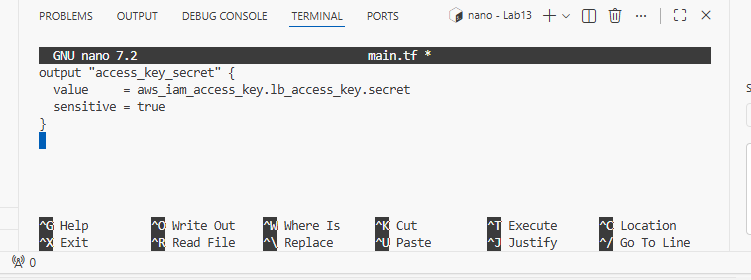 PROBLEMS OUTPUT DEBUG CONSOLE TERMINAL PORTS nano - Lab13
GNU nano 7.2 main.tf *
output "access_key_secret" {
  value     = aws_iam_access_key.lb_access_key.secret
  sensitive = true
}
^G Help ^O Write Out ^W Where Is ^K Cut ^T Execute ^C Location
^X Exit ^R Read File ^\ Replace ^U Paste ^J Justify ^/ Go To Line
0